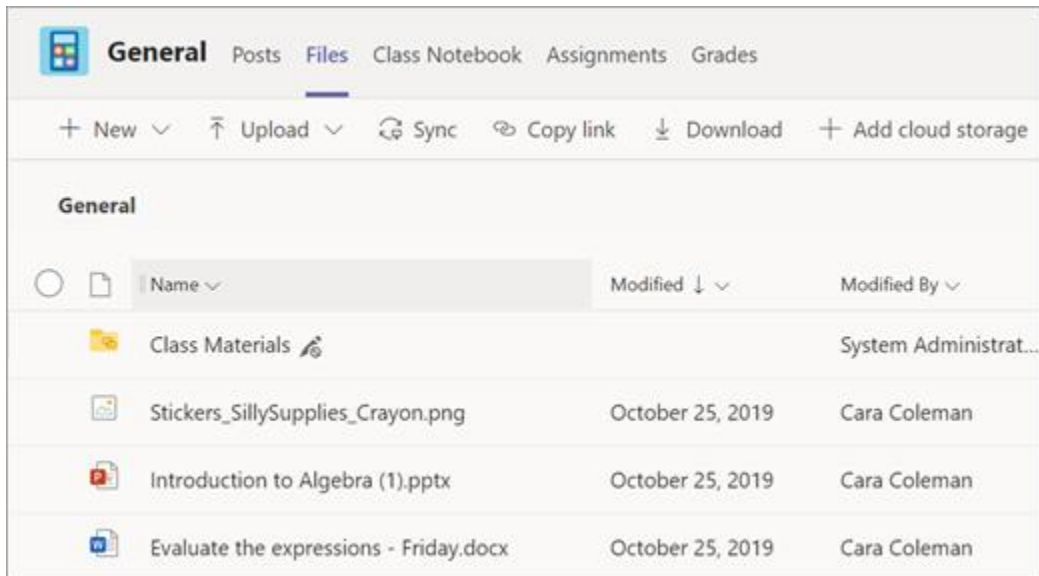 General Posts Files Class Notebook Assignments Grades
New Upload Sync Copy link Download Add cloud storage
General
Name Modified Modified By
Class Materials System Administrat...
Stickers_SillySupplies_Crayon.png October 25, 2019 Cara Coleman
Introduction to Algebra (1).pptx October 25, 2019 Cara Coleman
Evaluate the expressions - Friday.docx October 25, 2019 Cara Coleman